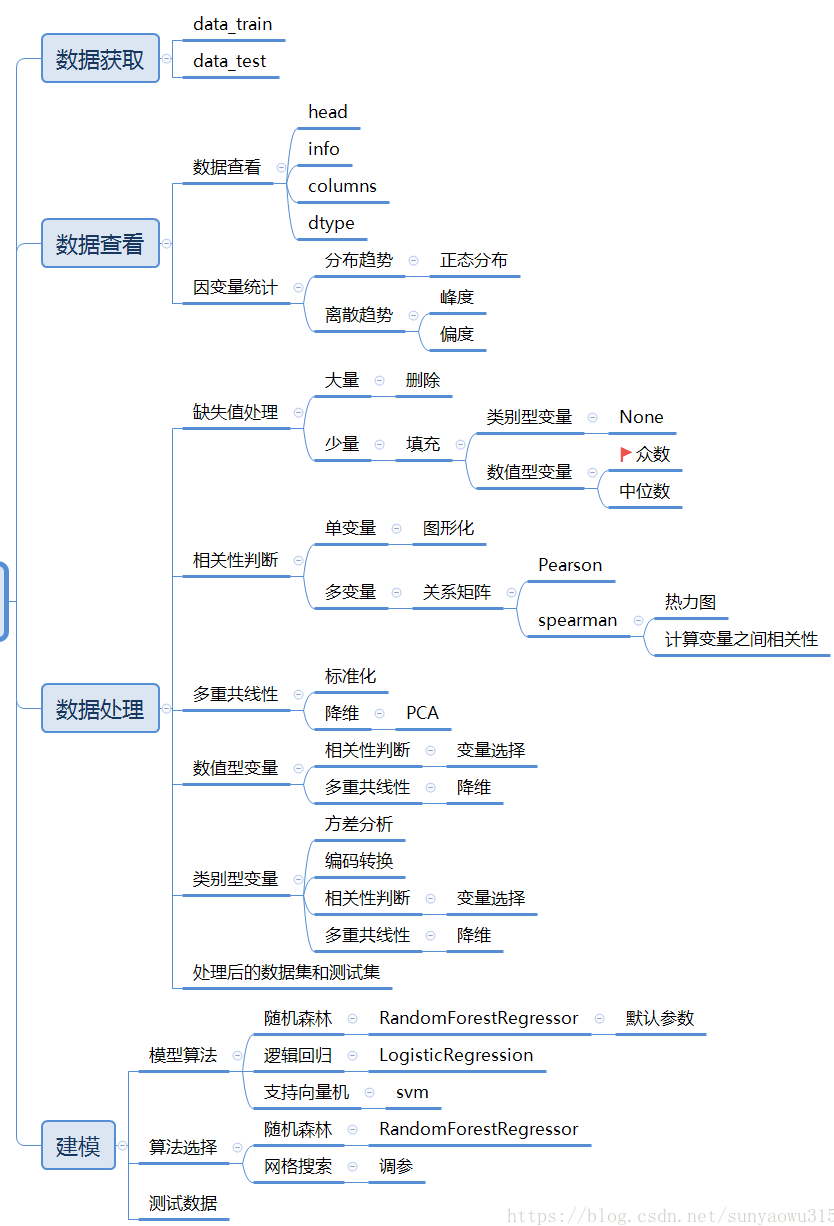 数据获取
data_train
data_test
数据查看
数据查看
head
info
columns
dtype
因变量统计
分布趋势
正态分布
离散趋势
峰度
偏度
数据处理
缺失值处理
大量
删除
少量
填充
类别型变量
None
数值型变量
众数
中位数
相关性判断
单变量
图形化
多变量
关系矩阵
Pearson
spearman
热力图
计算变量之间相关性
多重共线性
标准化
降维
PCA
数值型变量
相关性判断
变量选择
多重共线性
降维
类别型变量
方差分析
编码转换
相关性判断
变量选择
多重共线性
降维
处理后的数据集和测试集
建模
模型算法
随机森林
RandomForestRegressor
默认参数
逻辑回归
LogisticRegression
支持向量机
svm
算法选择
随机森林
RandomForestRegressor
网格搜索
调参
测试数据
https://blog.csdn.net/sunyaowu315